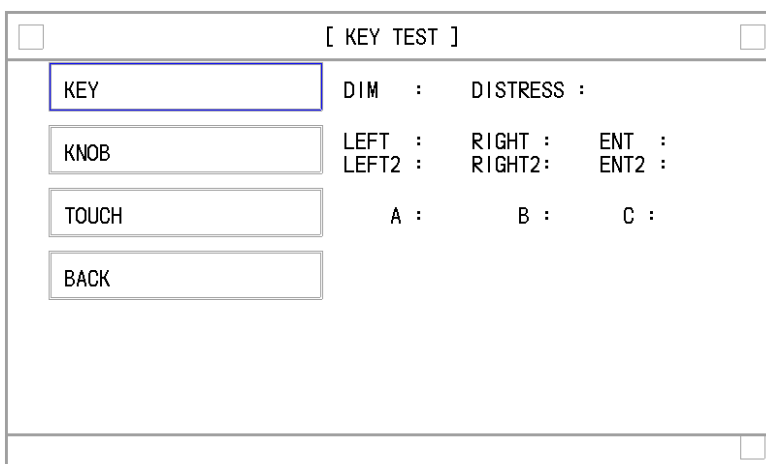 [ KEY TEST ]
KEY
DIM : DISTRESS :
KNOB
LEFT : RIGHT : ENT :
LEFT2 : RIGHT2: ENT2 :
TOUCH
A : B : C :
BACK